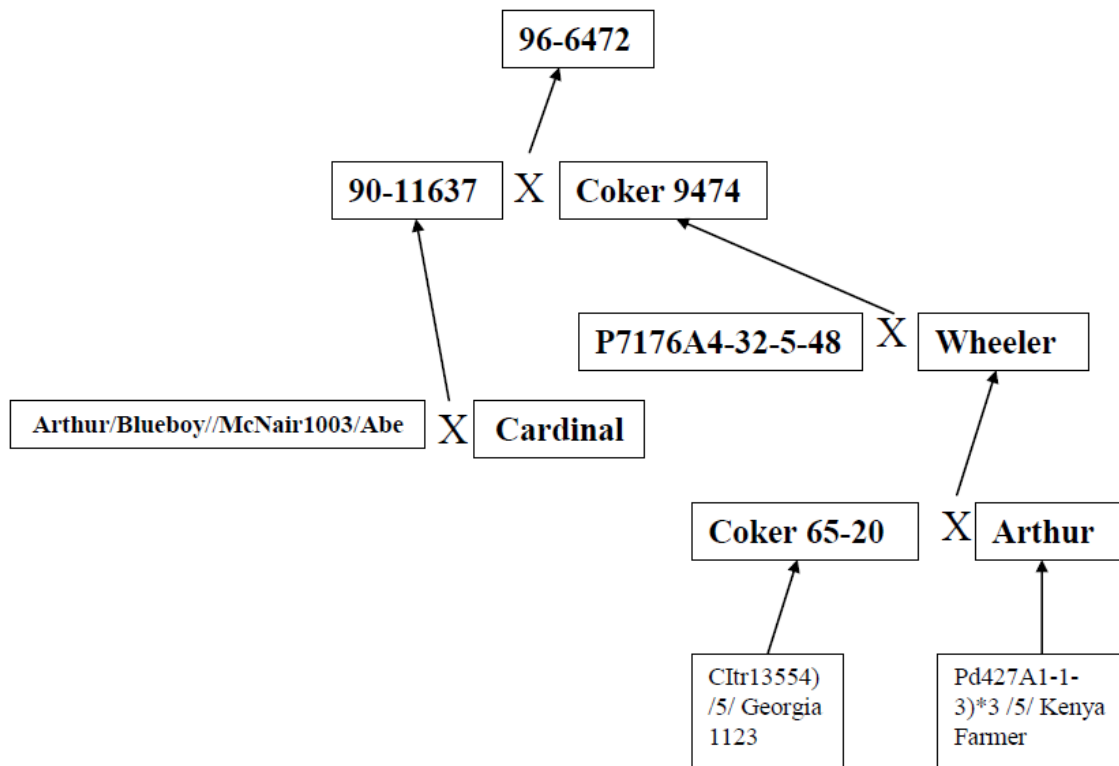 96-6472
90-11637 X Coker 9474
P7176A4-32-5-48 X Wheeler
Arthur/Blueboy//McNair1003/Abe X Cardinal
Coker 65-20 X Arthur
CItr13554)
/5/ Georgia
1123
Pd427A1-1-
3)*3 /5/ Kenya
Farmer